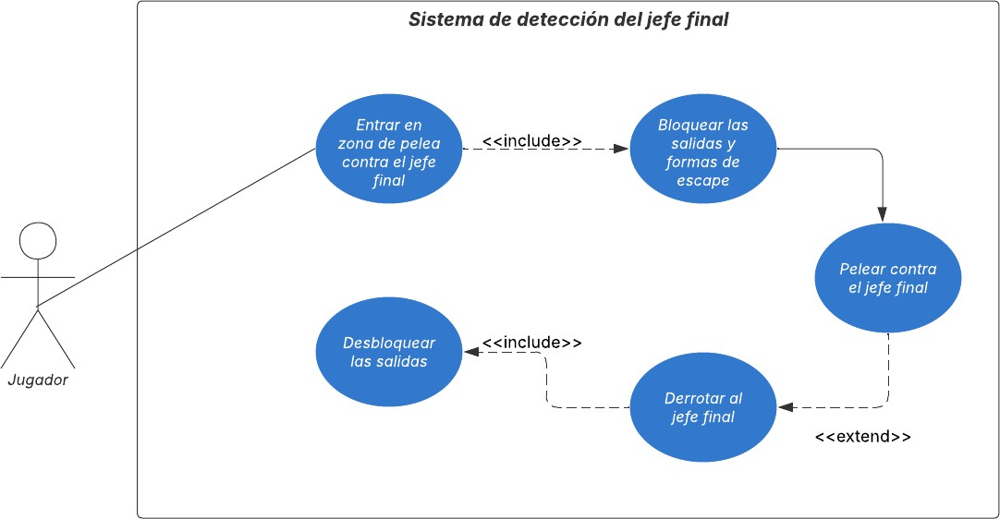 Sistema de detección del jefe final
Entrar en
zona de pelea
contra el jefe
final
<<include>>
Bloquear las
salidas y
formas de
escape
Pelear contra
el jefe final
Desbloquear
las salidas
<<include>>
Derrotar al
jefe final
<<extend>>
Jugador